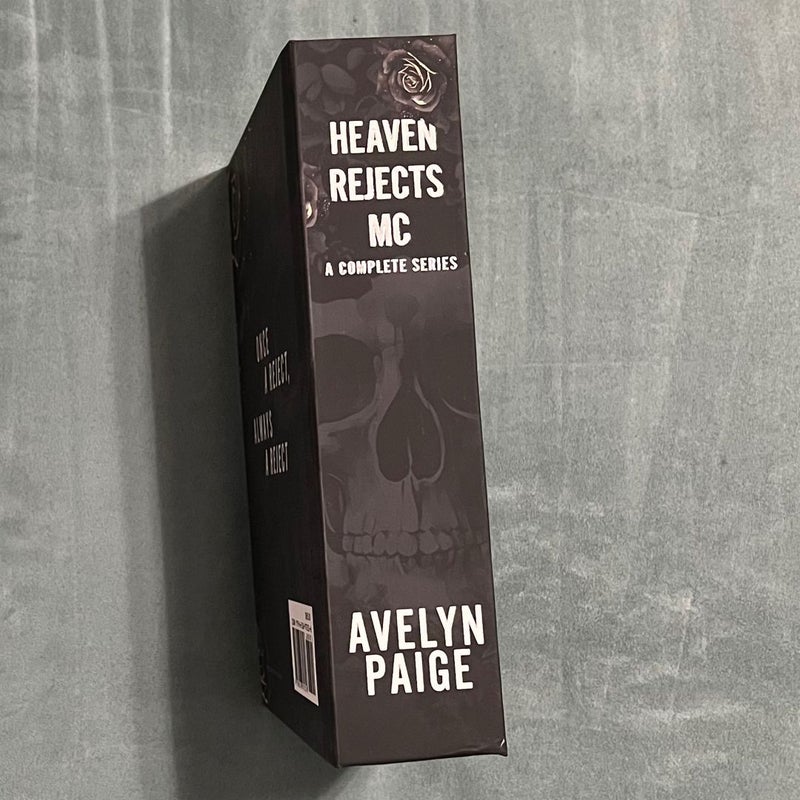 HEAVEN
REJECTS
MC
A COMPLETE SERIES
AVELYN
PAIGE
ONCE
A REJECT,
ALWAYS
A REJECT